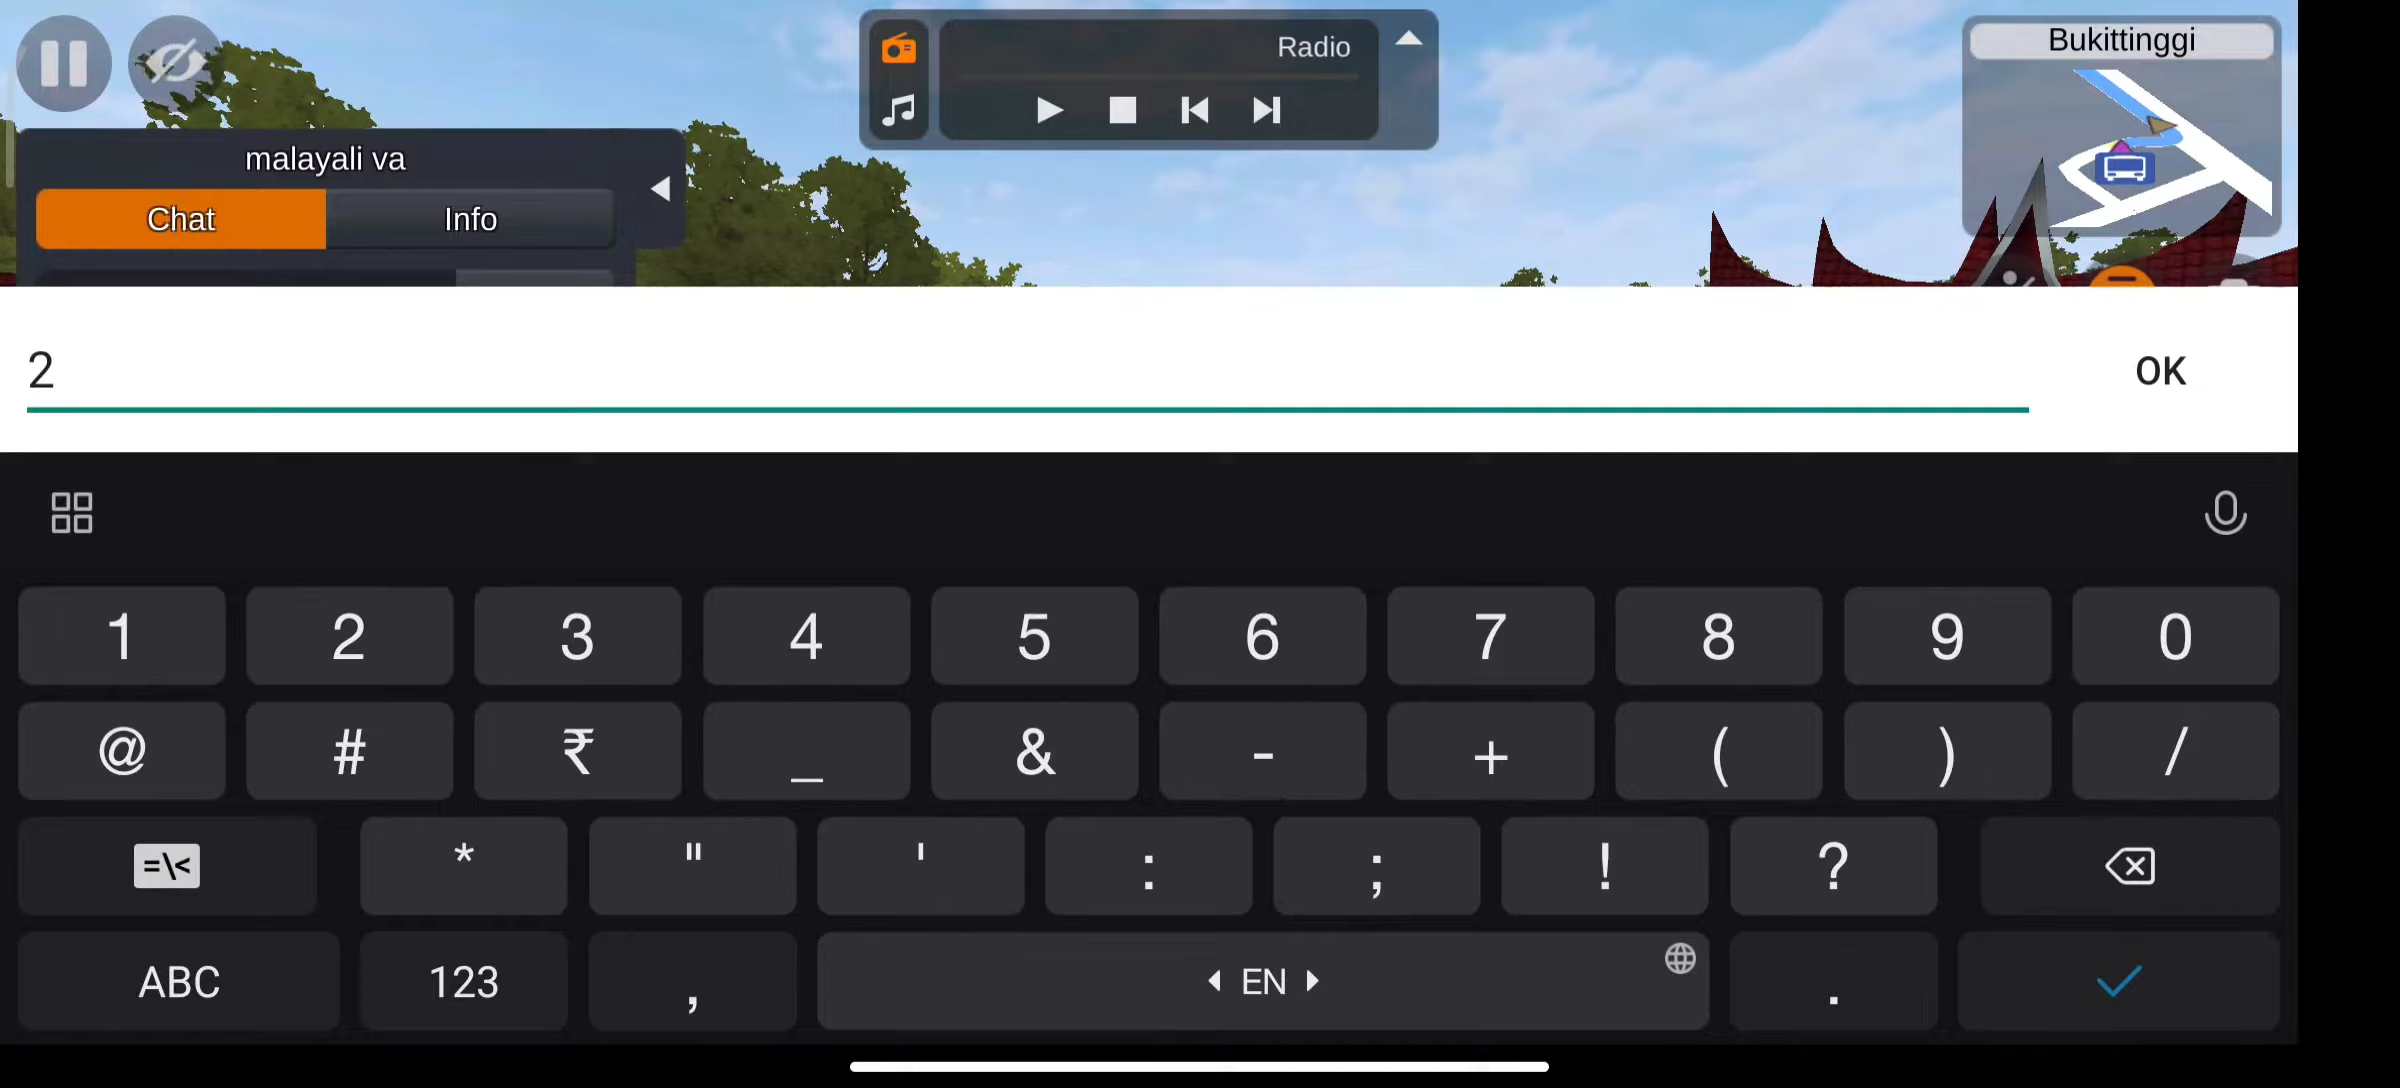 Radio
Bukittinggi
malayali va
Chat Info
2 OK
1 2 3 4 5 6 7 8 9 0
@ # ₹ _ & - + ( ) /
=\< * " ' : ; ! ?
ABC 123 , EN .